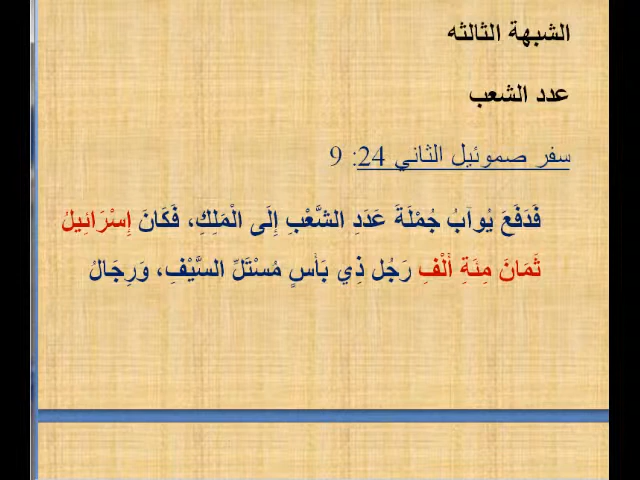 الشبهة الثالثه
عدد الشعب
سفر صموئيل الثاني 24: 9
فَدَفَعَ يُوآبُ جُمْلَةَ عَدَدِ الشَّعْبِ إِلَى الْمَلِكِ، فَكَانَ إِسْرَائِيلُ
ثَمَانَ مِئَةِ أَلْفِ رَجُل ذِي بَأْسٍ مُسْتَلِّ السَّيْفِ، وَرِجَالُ